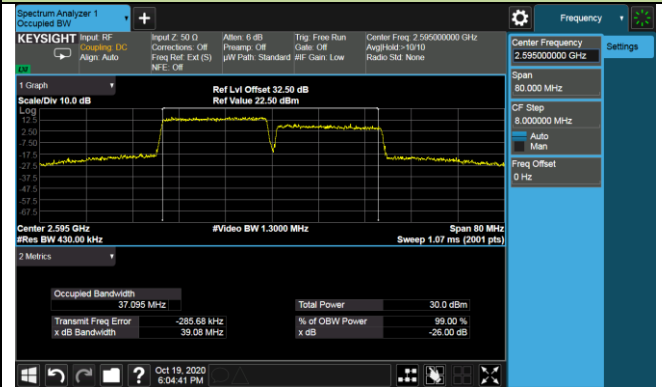 Spectrum Analyzer 1
Occupied BW
+
Frequency
KEYSIGHT
Input: RF
Coupling: DC
Align: Auto
Input Z: 50 Ω
Corrections: Off
Freq Ref: Ext (S)
NFE: Off
Atten: 6 dB
Preamp: Off
µW Path: Standard
Trig: Free Run
Gate: Off
#IF Gain: Low
Center Freq: 2.595000000 GHz
Avg|Hold:>10/10
Radio Std: None
Center Frequency
2.595000000 GHz
Settings
Span
80.000 MHz
CF Step
8.000000 MHz
Auto
Man
Freq Offset
0 Hz
1 Graph
Scale/Div 10.0 dB
Ref Lvl Offset 32.50 dB
Ref Value 22.50 dBm
Log
12.5
2.50
-7.50
-17.5
-27.5
-37.5
-47.5
-57.5
-67.5
Center 2.595 GHz
#Res BW 430.00 kHz
#Video BW 1.3000 MHz
Span 80 MHz
Sweep 1.07 ms (2001 pts)
2 Metrics
Occupied Bandwidth
37.095 MHz
Total Power 30.0 dBm
Transmit Freq Error -285.68 kHz
% of OBW Power 99.00 %
x dB Bandwidth 39.08 MHz
x dB -26.00 dB
?
Oct 19, 2020
6:04:41 PM